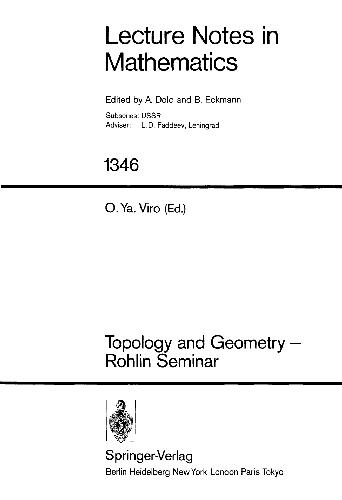 Lecture Notes in
Mathematics
Edited by A. Dold and B. Eckmann
Subseries: USSR
Adviser: L. D. Faddeev, Leningrad
1346
O. Ya. Viro (Ed.)
Topology and Geometry –
Rohlin Seminar
Springer-Verlag
Berlin Heidelberg New York London Paris Tokyo